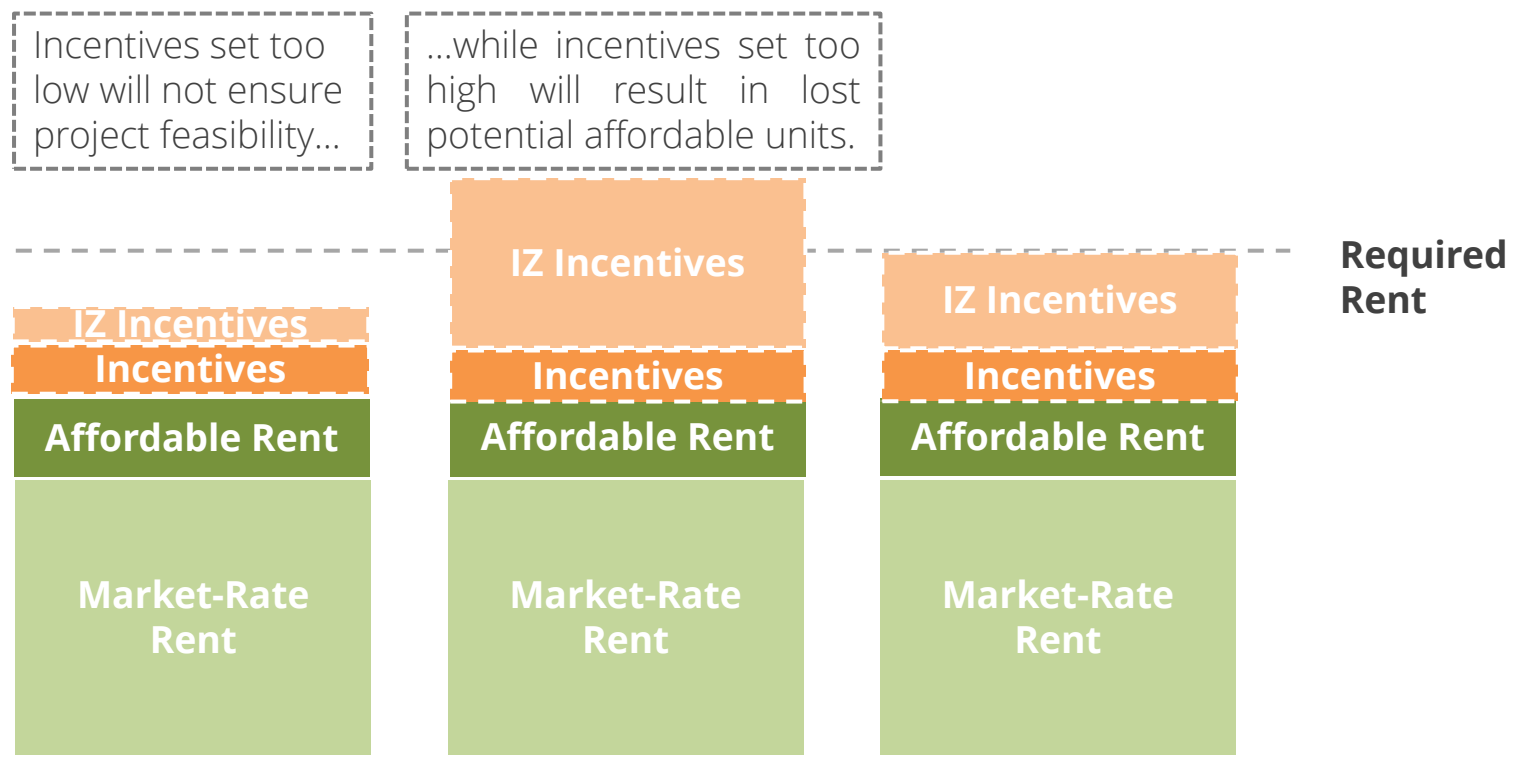 Incentives set too
low will not ensure
project feasibility...
...while incentives set too
high will result in lost
potential affordable units.
IZ Incentives
Incentives
Affordable Rent
Market-Rate
Rent
IZ Incentives
Incentives
Affordable Rent
Market-Rate
Rent
IZ Incentives
Incentives
Affordable Rent
Market-Rate
Rent
Required
Rent